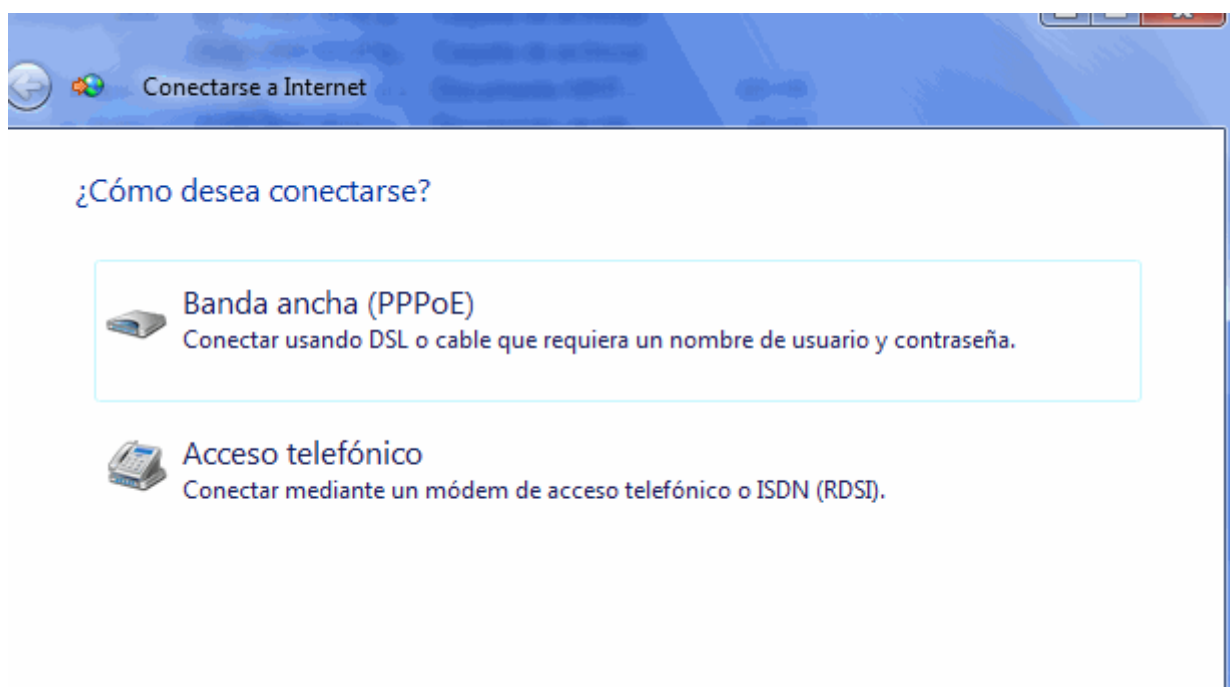 Conectarse a Internet
¿Cómo desea conectarse?
Banda ancha (PPPoE)
Conectar usando DSL o cable que requiera un nombre de usuario y contraseña.
Acceso telefónico
Conectar mediante un módem de acceso telefónico o ISDN (RDSI).